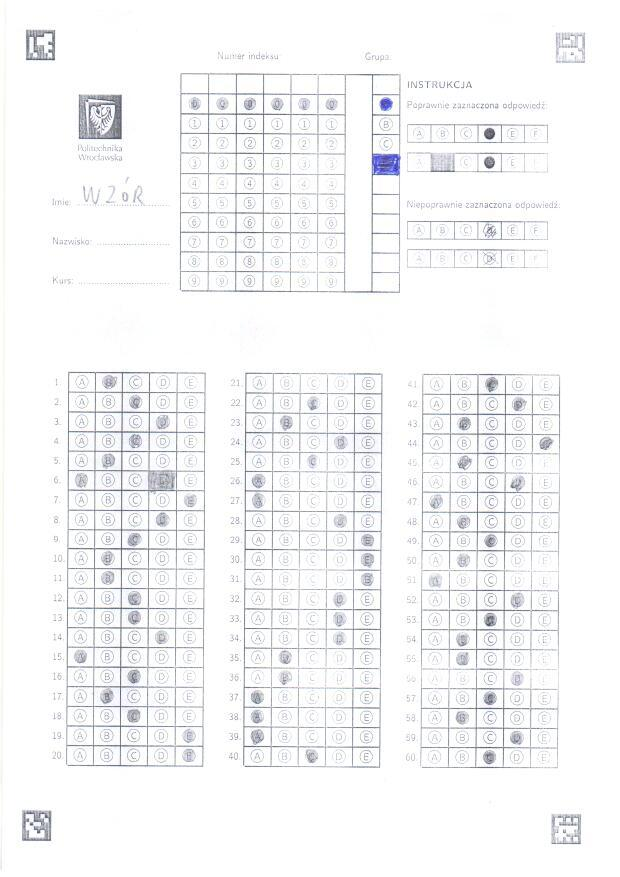 Numer indeksu: Grupa:
INSTRUKCJA
Poprawnie zaznaczona odpowiedź:
0 0 0 0 0 0
1 1 1 1 1 1 B
2 2 2 2 2 2 C
3 3 3 3 3 3
4 4 4 4 4 4
5 5 5 5 5 5
6 6 6 6 6 6
7 7 7 7 7 7
8 8 8 8 8 8
9 9 9 9 9 9
A B C E F
A C E F
Niepoprawnie zaznaczona odpowiedź:
A B C D E F
A B C D E F
Politechnika
Wrocławska
Imię: WZÓR
Nazwisko:
Kurs:
1. A B C D E
2. A B C D E
3. A B C D E
4. A B C D E
5. A B C D E
6. A B C D E
7. A B C D E
8. A B C D E
9. A B C D E
10. A B C D E
11. A B C D E
12. A B C D E
13. A B C D E
14. A B C D E
15. A B C D E
16. A B C D E
17. A B C D E
18. A B C D E
19. A B C D E
20. A B C D E
21. A B C D E
22. A B C D E
23. A B C D E
24. A B C D E
25. A B C D E
26. A B C D E
27. A B C D E
28. A B C D E
29. A B C D E
30. A B C D E
31. A B C D E
32. A B C D E
33. A B C D E
34. A B C D E
35. A B C D E
36. A B C D E
37. A B C D E
38. A B C D E
39. A B C D E
40. A B C D E
41. A B C D E
42. A B C D E
43. A B C D E
44. A B C D E
45. A B C D E
46. A B C D E
47. A B C D E
48. A B C D E
49. A B C D E
50. A B C D E
51. A B C D E
52. A B C D E
53. A B C D E
54. A B C D E
55. A B C D E
56. A B C D E
57. A B C D E
58. A B C D E
59. A B C D E
60. A B C D E